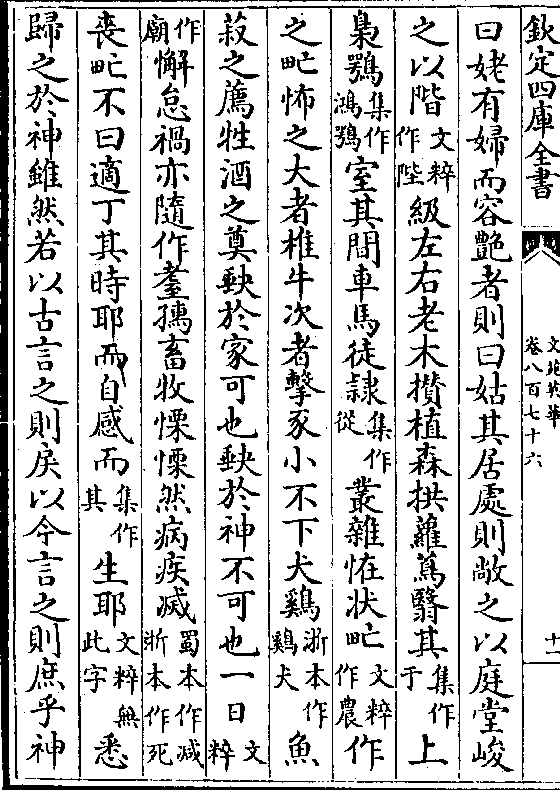 欽定四庫全書
文苑英華
卷八百七十六
十一
曰姥有婦而容艷者則曰姑其居處則敞之以庭堂峻
之以階文粹作陛級左右老木攢植森拱蘿蔦翳其集作于上
梟鴞集作鴻鵶室其間車馬徒隸集作從叢雜怪狀甿文粹作農作
之甿怖之大者椎牛次者擊豕小不下犬鷄浙本作鷄犬魚
菽之薦牲酒之奠缺於家可也缺於神不可也一日文粹
作廟懈怠禍亦隨作耋孺畜牧慄慄然病疾減蜀本作減浙本作死
喪甿不曰適丁其時耶而自感而集作其生耶文粹無此字悉
歸之於神雖然若以古言之則戾以今言之則庶乎神